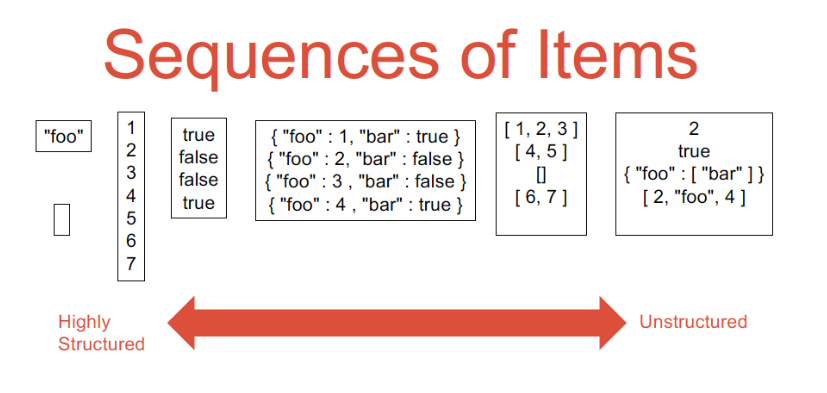 Sequences of Items
"foo"
1
2
3
4
5
6
7
true
false
false
true
{ "foo" : 1, "bar" : true }
{ "foo" : 2, "bar" : false }
{ "foo" : 3 , "bar" : false }
{ "foo" : 4 , "bar" : true }
[ 1, 2, 3 ]
[ 4, 5 ]
[]
[ 6, 7 ]
2
true
{ "foo" : [ "bar" ] }
[ 2, "foo", 4 ]
Highly
Structured
Unstructured